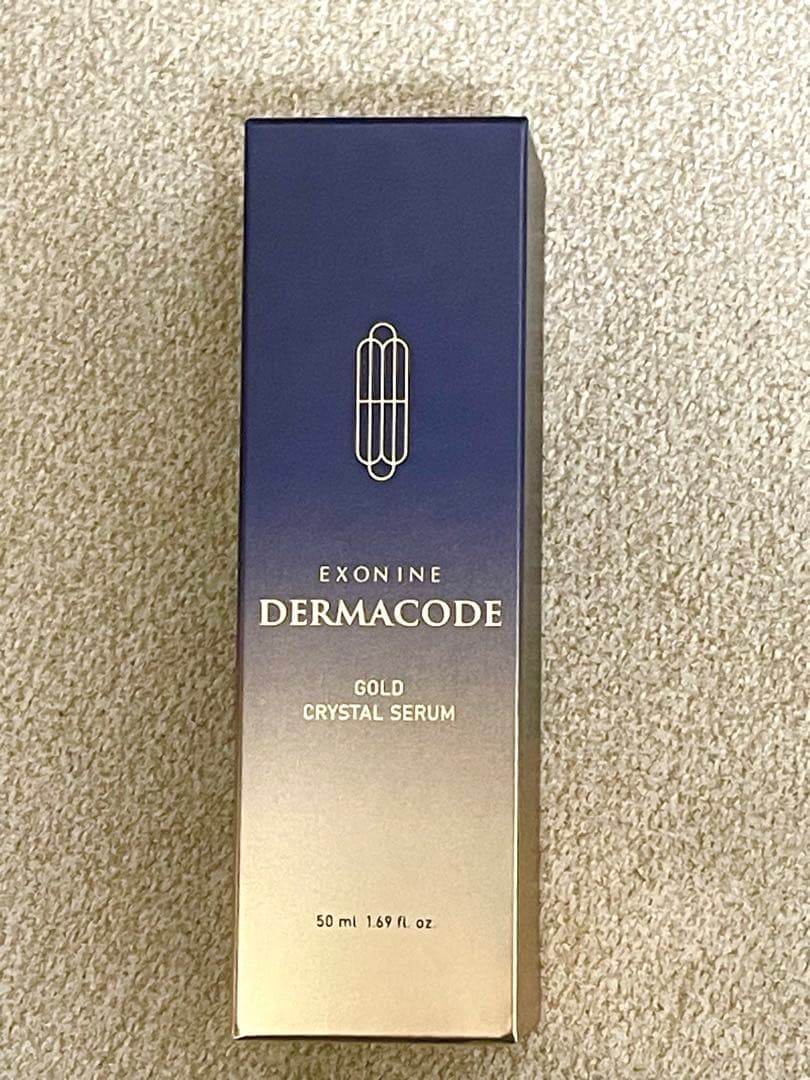 EXONINE
DERMACODE
GOLD
CRYSTAL SERUM
50 ml 1.69 fl. oz.